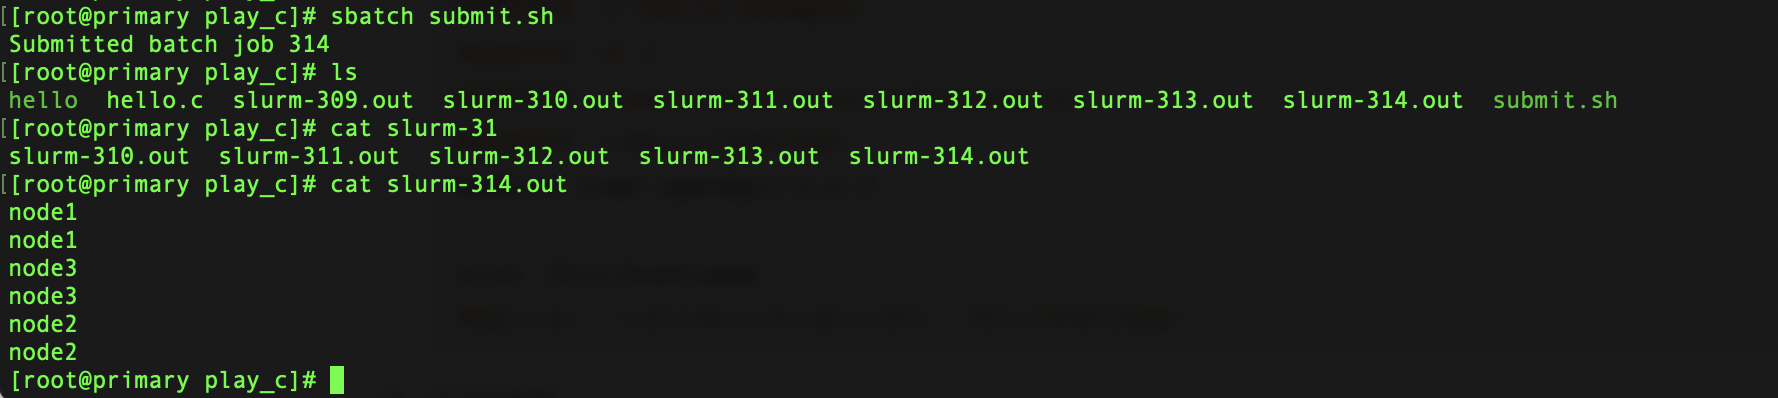 [[root@primary play_c]# sbatch submit.sh
Submitted batch job 314
[[root@primary play_c]# ls
hello  hello.c  slurm-309.out  slurm-310.out  slurm-311.out  slurm-312.out  slurm-313.out  slurm-314.out  submit.sh
[[root@primary play_c]# cat slurm-31
slurm-310.out  slurm-311.out  slurm-312.out  slurm-313.out  slurm-314.out
[[root@primary play_c]# cat slurm-314.out
node1
node1
node3
node3
node2
node2
[root@primary play_c]#